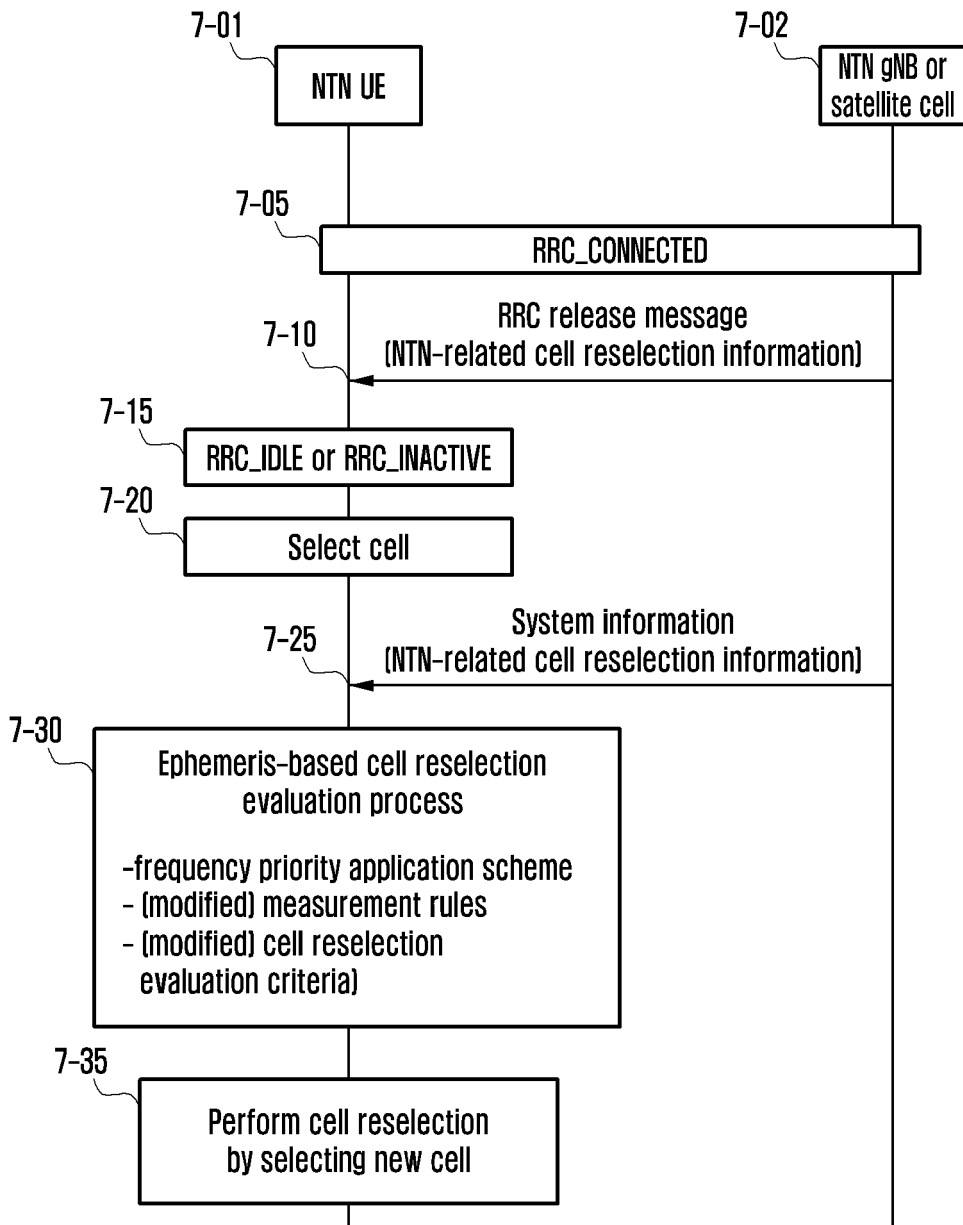 7-01
7-02
NTN UE
NTN gNB or
satellite cell
7-05
RRC_CONNECTED
RRC release message
(NTN-related cell reselection information)
7-10
7-15
RRC_IDLE or RRC_INACTIVE
7-20
Select cell
System information
(NTN-related cell reselection information)
7-25
7-30
Ephemeris-based cell reselection
evaluation process
-frequency priority application scheme
- (modified) measurement rules
- (modified) cell reselection
evaluation criteria)
7-35
Perform cell reselection
by selecting new cell